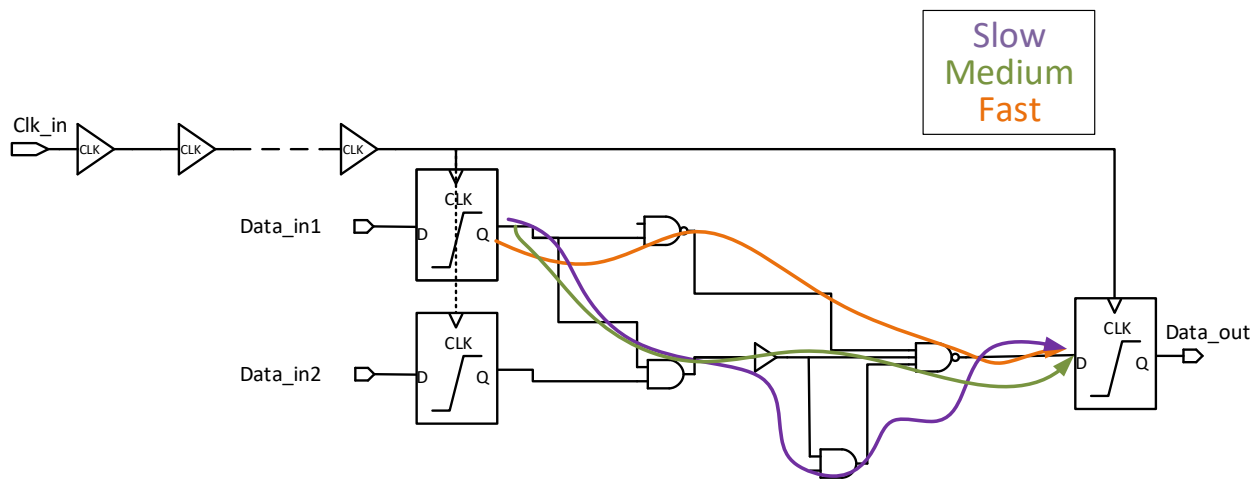 Slow
Medium
Fast
Clk_in
CLK
CLK
CLK
CLK
Data_in1
D
Q
CLK
Data_in2
D
Q
CLK
D
Q
Data_out